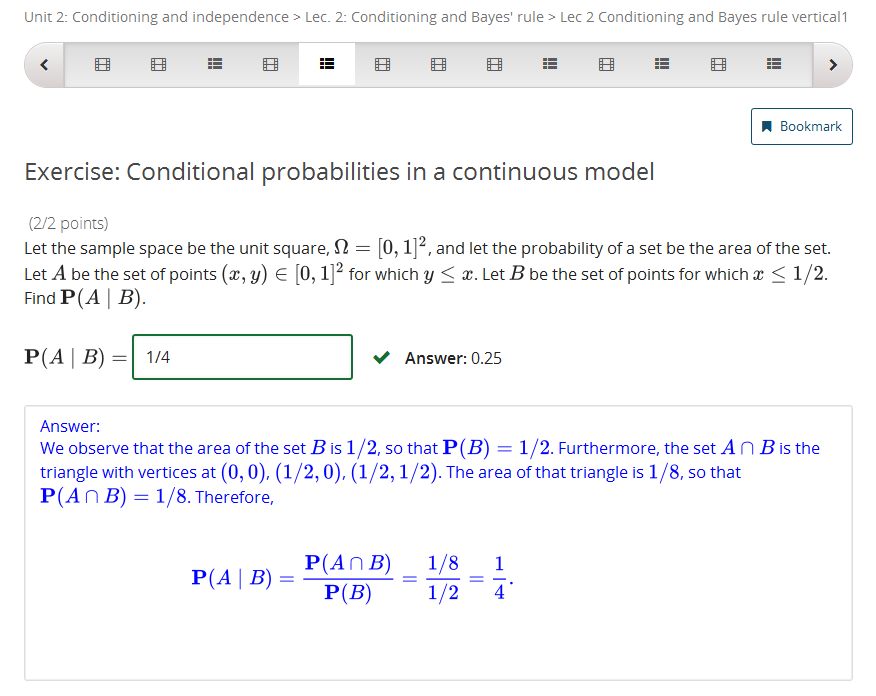 Unit 2: Conditioning and independence > Lec. 2: Conditioning and Bayes' rule > Lec 2 Conditioning and Bayes rule vertical1
Bookmark
Exercise: Conditional probabilities in a continuous model
(2/2 points)
Let the sample space be the unit square, Ω = [0, 1]², and let the probability of a set be the area of the set.
Let A be the set of points (x, y) ∈ [0, 1]² for which y ≤ x. Let B be the set of points for which x ≤ 1/2.
Find P(A | B).
P(A | B) = 1/4 Answer: 0.25
Answer:
We observe that the area of the set B is 1/2, so that P(B) = 1/2. Furthermore, the set A ∩ B is the
triangle with vertices at (0, 0), (1/2, 0), (1/2, 1/2). The area of that triangle is 1/8, so that
P(A ∩ B) = 1/8. Therefore,
P(A | B) = P(A ∩ B)/P(B) = (1/8)/(1/2) = 1/4.